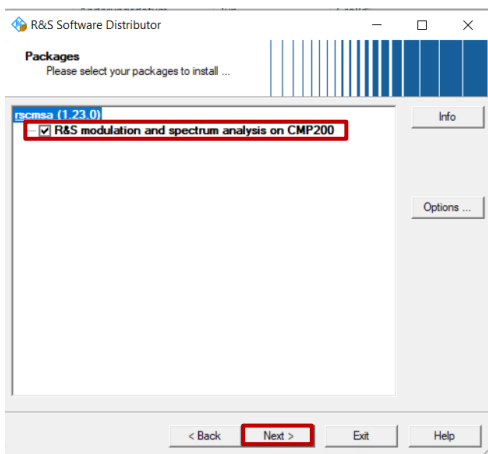 R&S Software Distributor
Packages
Please select your packages to install ...
rscmsa (1.23.0)
R&S modulation and spectrum analysis on CMP200
Info
Options ...
< Back
Next >
Exit
Help